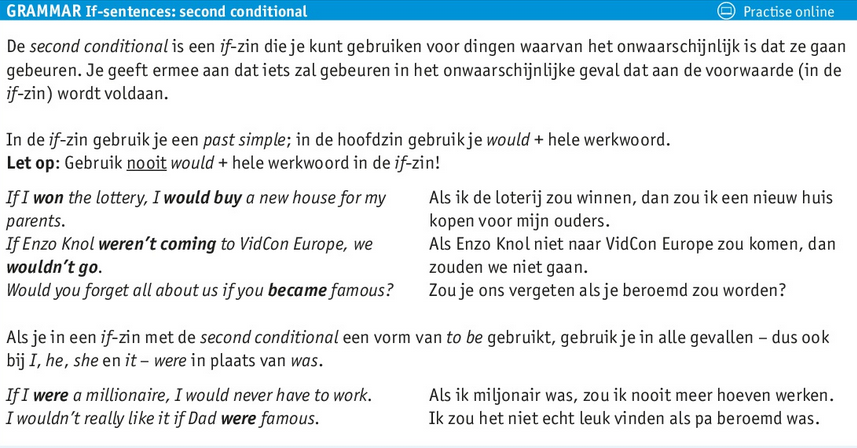 GRAMMAR If-sentences: second conditional Practise online
De second conditional is een if-zin die je kunt gebruiken voor dingen waarvan het onwaarschijnlijk is dat ze gaan
gebeuren. Je geeft ermee aan dat iets zal gebeuren in het onwaarschijnlijke geval dat aan de voorwaarde (in de
if-zin) wordt voldaan.
In de if-zin gebruik je een past simple; in de hoofdzin gebruik je would + hele werkwoord.
Let op: Gebruik nooit would + hele werkwoord in de if-zin!
If I won the lottery, I would buy a new house for my
parents.
Als ik de loterij zou winnen, dan zou ik een nieuw huis
kopen voor mijn ouders.
If Enzo Knol weren't coming to VidCon Europe, we
wouldn't go.
Als Enzo Knol niet naar VidCon Europe zou komen, dan
zouden we niet gaan.
Would you forget all about us if you became famous?
Zou je ons vergeten als je beroemd zou worden?
Als je in een if-zin met de second conditional een vorm van to be gebruikt, gebruik je in alle gevallen – dus ook
bij I, he, she en it – were in plaats van was.
If I were a millionaire, I would never have to work.
Als ik miljonair was, zou ik nooit meer hoeven werken.
I wouldn't really like it if Dad were famous.
Ik zou het niet echt leuk vinden als pa beroemd was.